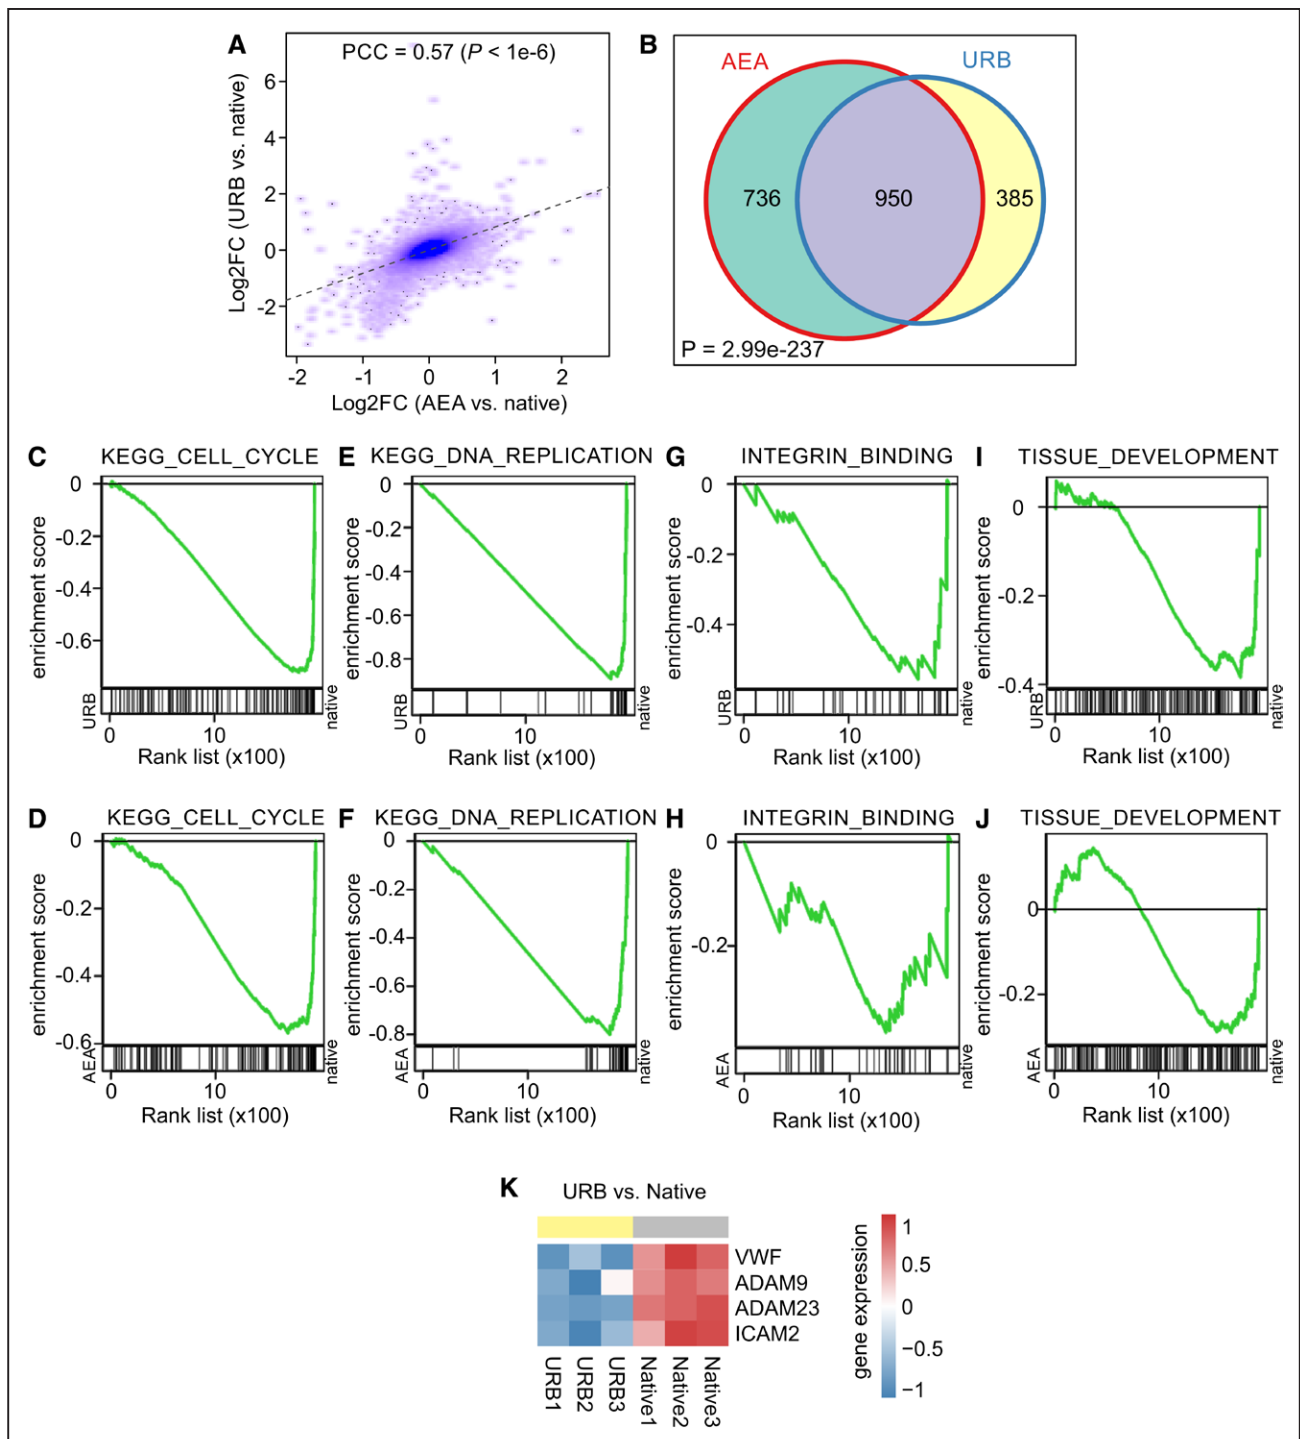 A
PCC = 0.57 (P < 1e-6)
Log2FC (URB vs. native)
6
4
2
0
-2
-2 -1 0 1 2
Log2FC (AEA vs. native)
B
AEA URB
736 950 385
P = 2.99e-237
C KEGG_CELL_CYCLE
enrichment score
0
-0.2
-0.4
-0.6
URB native
0 10
Rank list (x100)
E KEGG_DNA_REPLICATION
enrichment score
0
-0.2
-0.4
-0.6
-0.8
URB
0 10
Rank list (x100)
G INTEGRIN_BINDING
enrichment score
0
-0.2
-0.4
URB native
0 10
Rank list (x100)
I TISSUE_DEVELOPMENT
enrichment score
0
-0.2
-0.4
URB native
0 10
Rank list (x100)
D KEGG_CELL_CYCLE
enrichment score
0
-0.2
-0.4
-0.6
AEA native
0 10
Rank list (x100)
F KEGG_DNA_REPLICATION
enrichment score
0
-0.2
-0.4
-0.6
-0.8
AEA native
0 10
Rank list (x100)
H INTEGRIN_BINDING
enrichment score
0
-0.2
AEA native
0 10
Rank list (x100)
J TISSUE_DEVELOPMENT
enrichment score
0
-0.2
AEA native
0 10
Rank list (x100)
K
URB vs. Native
VWF
ADAM9
ADAM23
ICAM2
URB1 URB2 URB3 Native1 Native2 Native3
gene expression
1
0.5
0
−0.5
−1